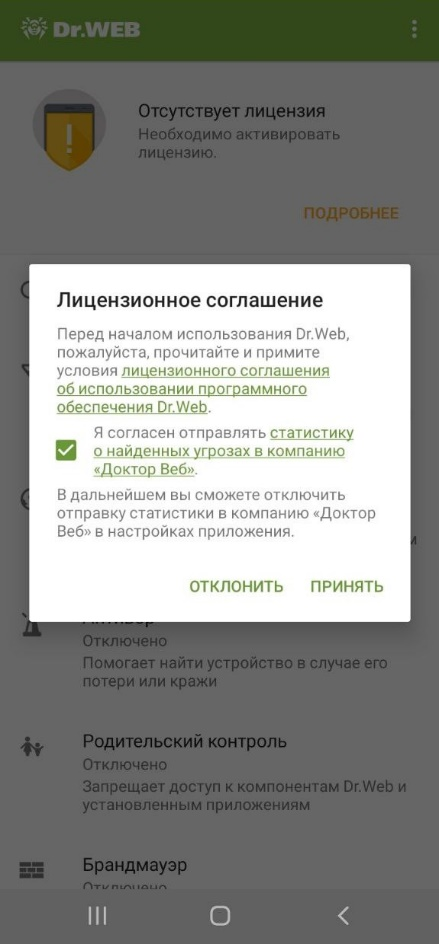 Dr.WEB
Отсутствует лицензия
Необходимо активировать
лицензию.
ПОДРОБНЕЕ
Лицензионное соглашение
Перед началом использования Dr.Web,
пожалуйста, прочитайте и примите
условия лицензионного соглашения
об использовании программного
обеспечения Dr.Web.
Я согласен отправлять статистику
о найденных угрозах в компанию
«Доктор Веб».
В дальнейшем вы сможете отключить
отправку статистики в компанию «Доктор
Веб» в настройках приложения.
ОТКЛОНИТЬ ПРИНЯТЬ
Антивор
Отключено
Помогает найти устройство в случае его
потери или кражи
Родительский контроль
Отключено
Запрещает доступ к компонентам Dr.Web и
установленным приложениям
Брандмауэр
Отключено